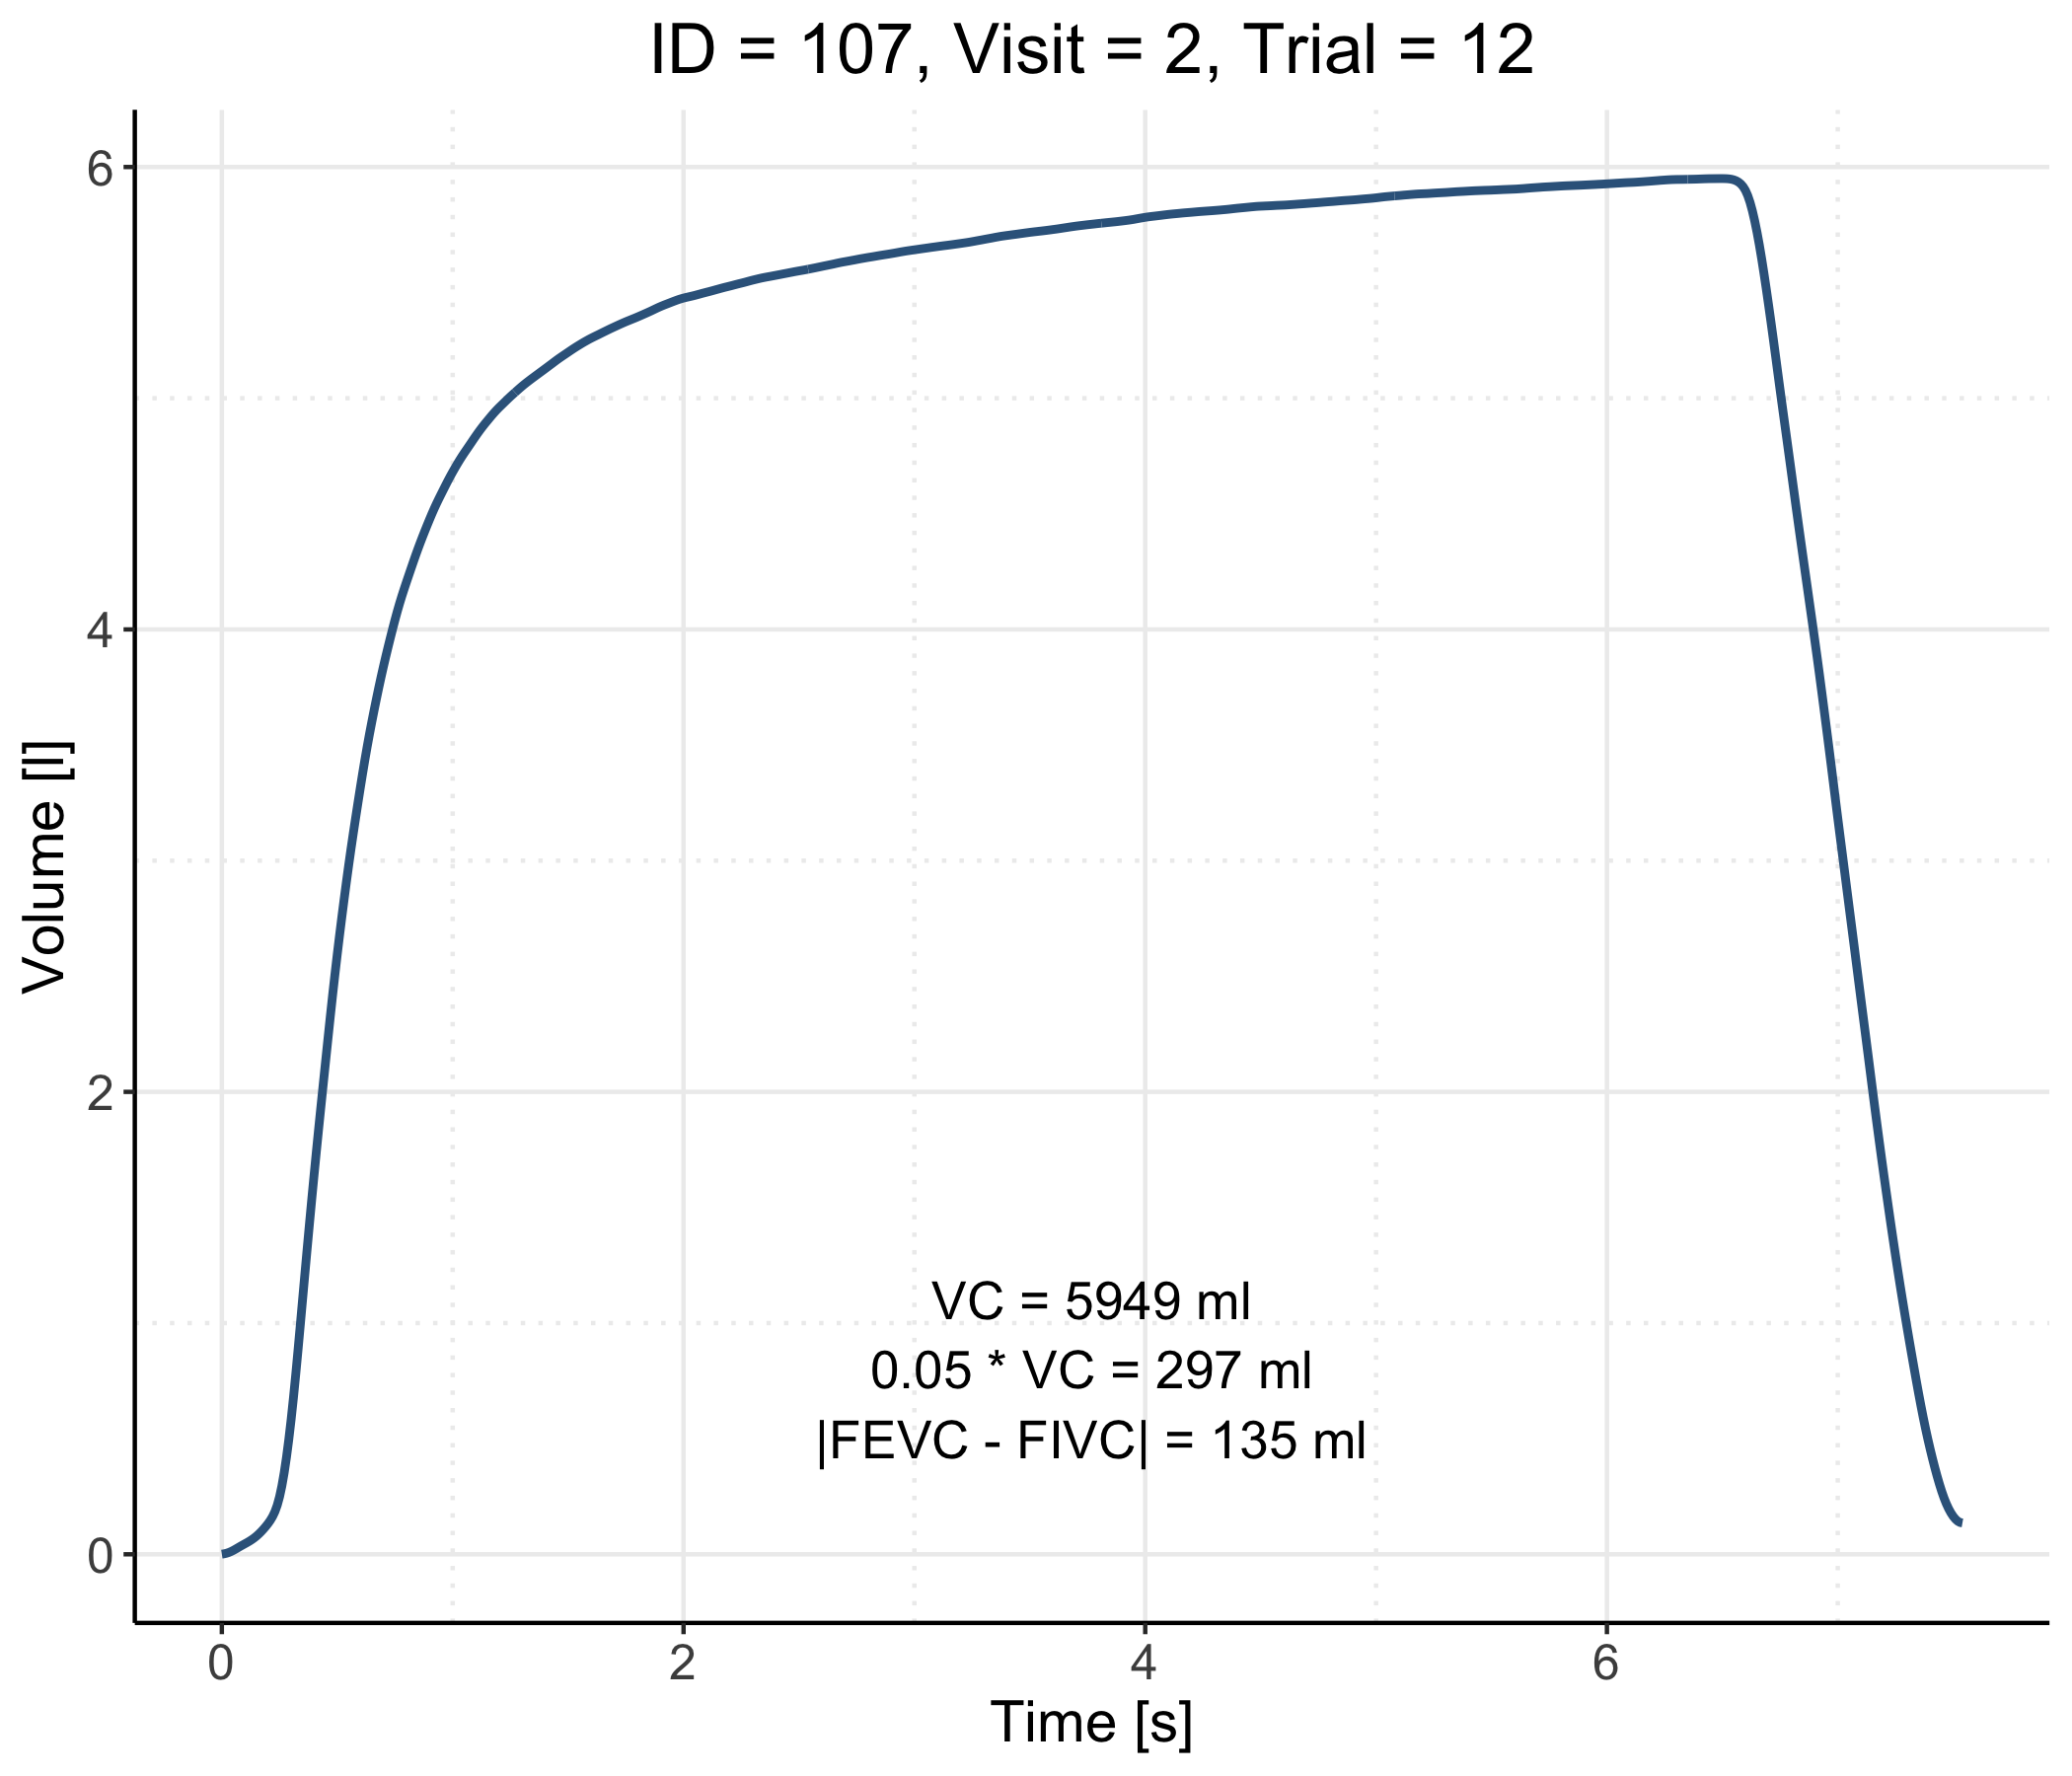 ID = 107, Visit = 2, Trial = 12
6
4
2
0
Volume [l]
VC = 5949 ml
0.05 * VC = 297 ml
|FEVC - FIVC| = 135 ml
0 2 4 6
Time [s]